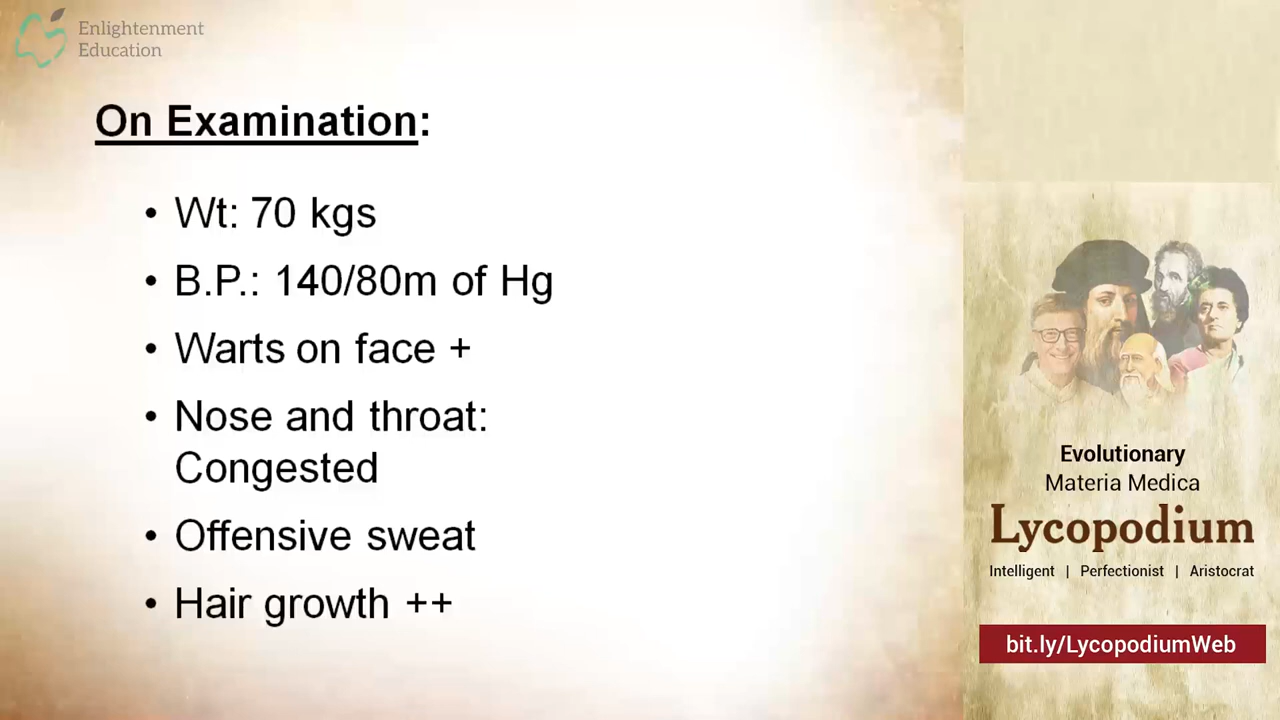 Enlightenment
Education
On Examination:
• Wt: 70 kgs
• B.P.: 140/80m of Hg
• Warts on face +
• Nose and throat:
Congested
• Offensive sweat
• Hair growth ++
Evolutionary
Materia Medica
Lycopodium
Intelligent | Perfectionist | Aristocrat
bit.ly/LycopodiumWeb